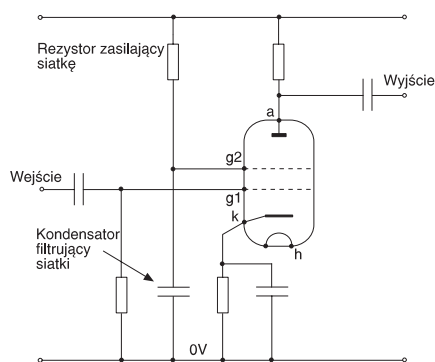 Rezystor zasilający
siatkę
Wyjście
a
g2
Wejście
g1
k
Kondensator
filtrujący
siatki
h
0V